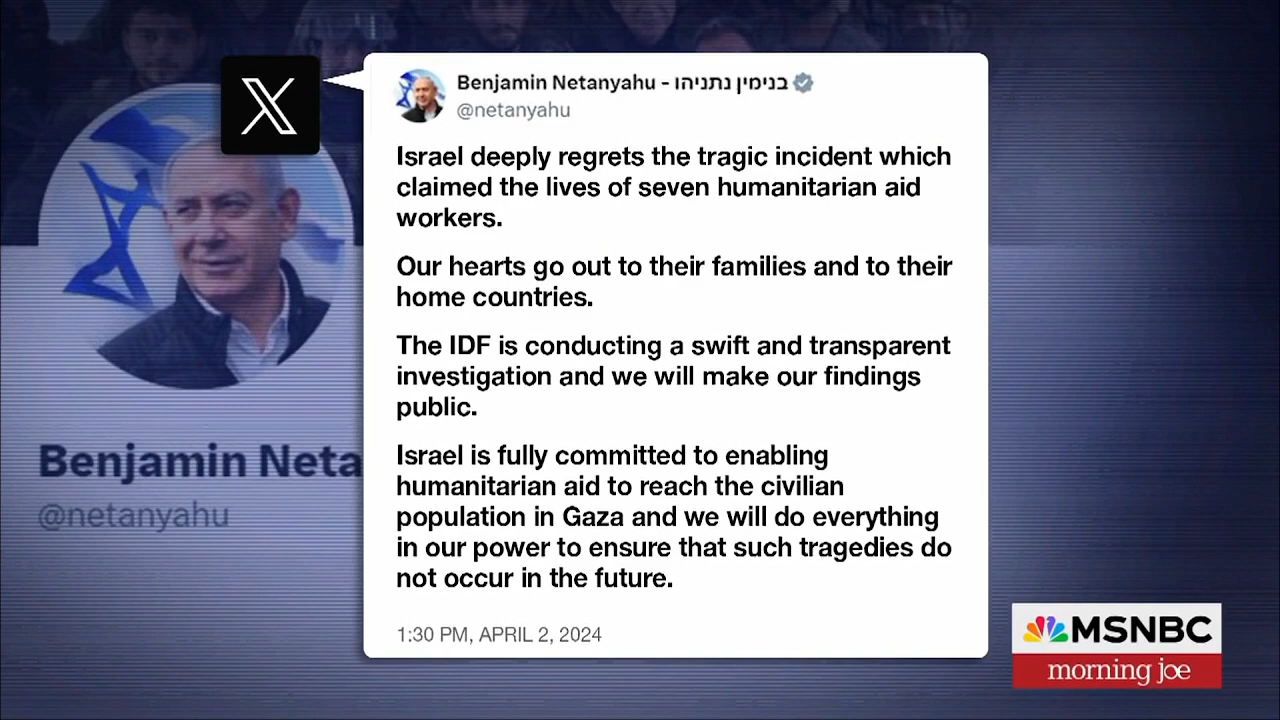 X
Benjamin Netanyahu - בנימין נתניהו
@netanyahu
Israel deeply regrets the tragic incident which
claimed the lives of seven humanitarian aid
workers.
Our hearts go out to their families and to their
home countries.
The IDF is conducting a swift and transparent
investigation and we will make our findings
public.
Israel is fully committed to enabling
humanitarian aid to reach the civilian
population in Gaza and we will do everything
in our power to ensure that such tragedies do
not occur in the future.
1:30 PM, APRIL 2, 2024
Benjamin Neta
@netanyahu
MSNBC
morning joe